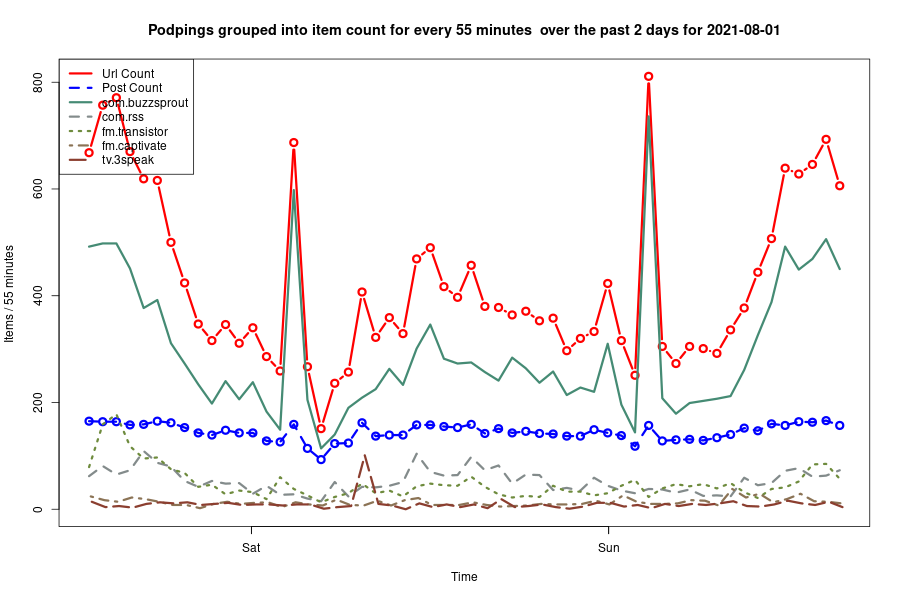 Podpings grouped into item count for every 55 minutes  over the past 2 days for 2021-08-01
Url Count
Post Count
com.buzzsprout
com.rss
fm.transistor
fm.captivate
tv.3speak
Items / 55 minutes
800
600
400
200
0
Sat
Sun
Time